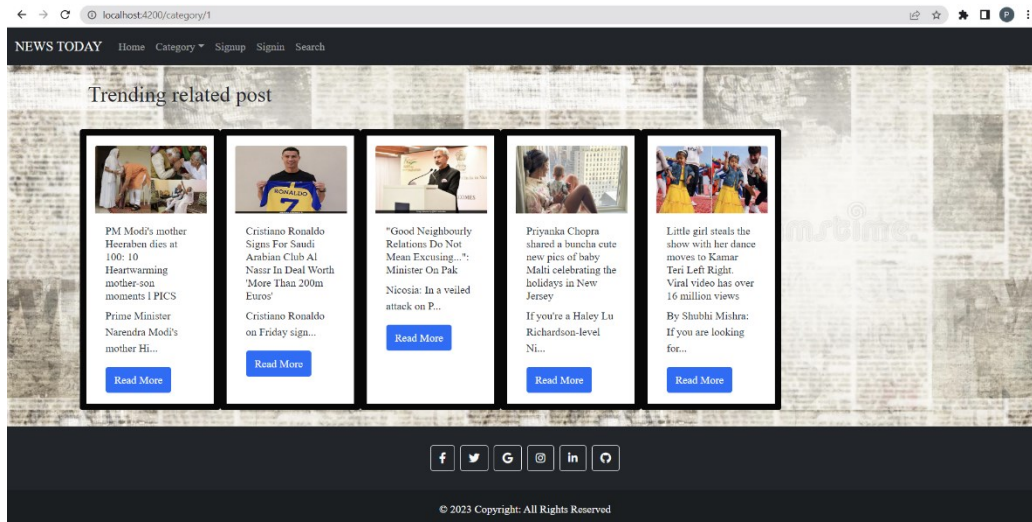 localhost:4200/category/1
P
NEWS TODAY Home Category Signup Signin Search
Trending related post
RONALDO
7
PM Modi's mother
Heeraben dies at
100: 10
Heartwarming
mother-son
moments l PICS
Prime Minister
Narendra Modi's
mother Hi...
Read More
Cristiano Ronaldo
Signs For Saudi
Arabian Club Al
Nassr In Deal Worth
'More Than 200m
Euros'
Cristiano Ronaldo
on Friday sign...
Read More
"Good Neighbourly
Relations Do Not
Mean Excusing...":
Minister On Pak
Nicosia: In a veiled
attack on P...
Read More
Priyanka Chopra
shared a buncha cute
new pics of baby
Malti celebrating the
holidays in New
Jersey
If you're a Haley Lu
Richardson-level
Ni...
Read More
Little girl steals the
show with her dance
moves to Kamar
Teri Left Right.
Viral video has over
16 million views
By Shubhi Mishra:
If you are looking
for...
Read More
© 2023 Copyright: All Rights Reserved